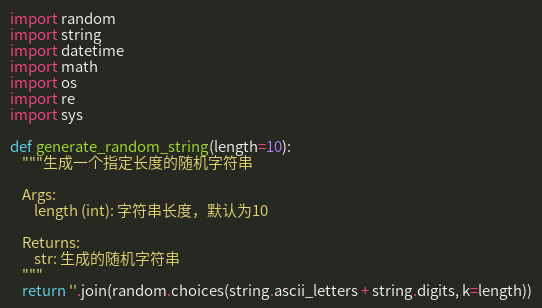 import random
import string
import datetime
import math
import os
import re
import sys

def generate_random_string(length=10):
    """生成一个指定长度的随机字符串

    Args:
        length (int): 字符串长度，默认为10

    Returns:
        str: 生成的随机字符串
    """
    return ''.join(random.choices(string.ascii_letters + string.digits, k=length))